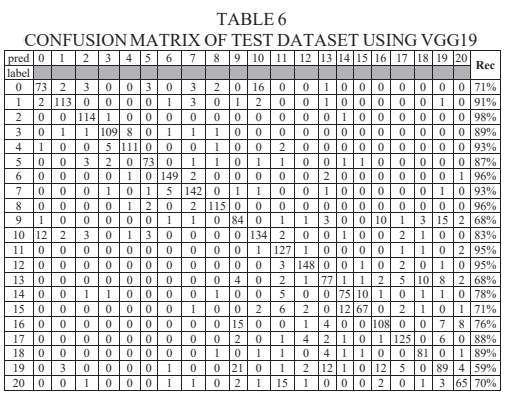 TABLE 6
CONFUSION MATRIX OF TEST DATASET USING VGG19
pred 0 1 2 3 4 5 6 7 8 9 10 11 12 13 14 15 16 17 18 19 20 Rec
label
0 73 2 3 0 0 3 0 3 2 0 16 0 0 1 0 0 0 0 0 0 0 71%
1 2 113 0 0 0 0 1 3 0 1 2 0 0 1 0 0 0 0 0 1 0 91%
2 0 0 114 1 0 0 0 0 0 0 0 0 0 0 1 0 0 0 0 0 0 98%
3 0 1 1 109 8 0 1 1 1 0 0 0 0 0 0 0 0 0 0 0 0 89%
4 1 0 0 5 111 0 0 0 1 0 0 2 0 0 0 0 0 0 0 0 0 93%
5 0 0 3 2 0 73 0 1 1 0 1 1 0 0 1 1 0 0 0 0 0 87%
6 0 0 0 0 1 0 149 2 0 0 0 0 0 2 0 0 0 0 0 0 1 96%
7 0 0 0 1 0 1 5 142 0 1 1 0 0 1 0 0 0 0 0 1 0 93%
8 0 0 0 0 1 2 0 2 115 0 0 0 0 0 0 0 0 0 0 0 0 96%
9 1 0 0 0 0 0 1 1 0 84 0 1 1 3 0 0 10 1 3 15 2 68%
10 12 2 3 0 1 3 0 0 0 0 134 2 0 0 1 0 0 2 1 0 0 83%
11 0 0 0 0 0 0 0 0 0 0 1 127 1 0 0 0 0 1 1 0 2 95%
12 0 0 0 0 0 0 0 0 0 0 0 3 148 0 0 1 0 2 0 1 0 95%
13 0 0 0 0 0 0 0 0 0 4 0 2 1 77 1 1 2 5 10 8 2 68%
14 0 0 1 1 0 0 0 0 1 0 0 5 0 0 75 10 1 0 1 1 0 78%
15 0 0 0 0 0 0 0 1 0 0 2 6 2 0 12 67 0 2 1 0 1 71%
16 0 0 0 0 0 0 0 0 0 15 0 0 1 4 0 0 108 0 0 7 8 76%
17 0 0 0 0 0 0 0 0 0 2 0 1 4 2 1 0 1 125 0 6 0 88%
18 0 0 0 0 0 0 0 0 1 0 1 1 0 4 1 1 0 0 81 0 1 89%
19 0 3 0 0 0 0 1 1 0 21 0 1 2 12 1 0 12 5 0 89 4 59%
20 0 0 1 0 0 0 1 1 0 2 1 15 1 0 0 0 2 0 1 3 65 70%